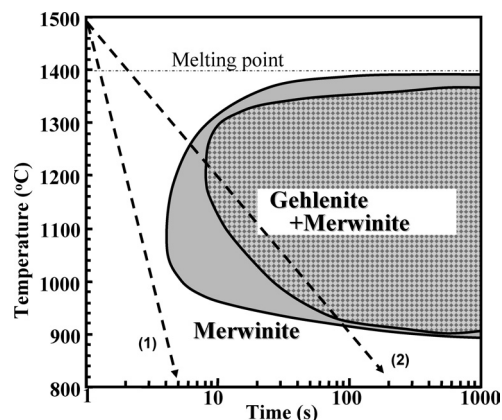 1500
1400
1300
1200
1100
1000
900
800
Temperature (oC)
Melting point
Gehlenite
+Merwinite
Merwinite
(1)
(2)
1
10
100
1000
Time (s)